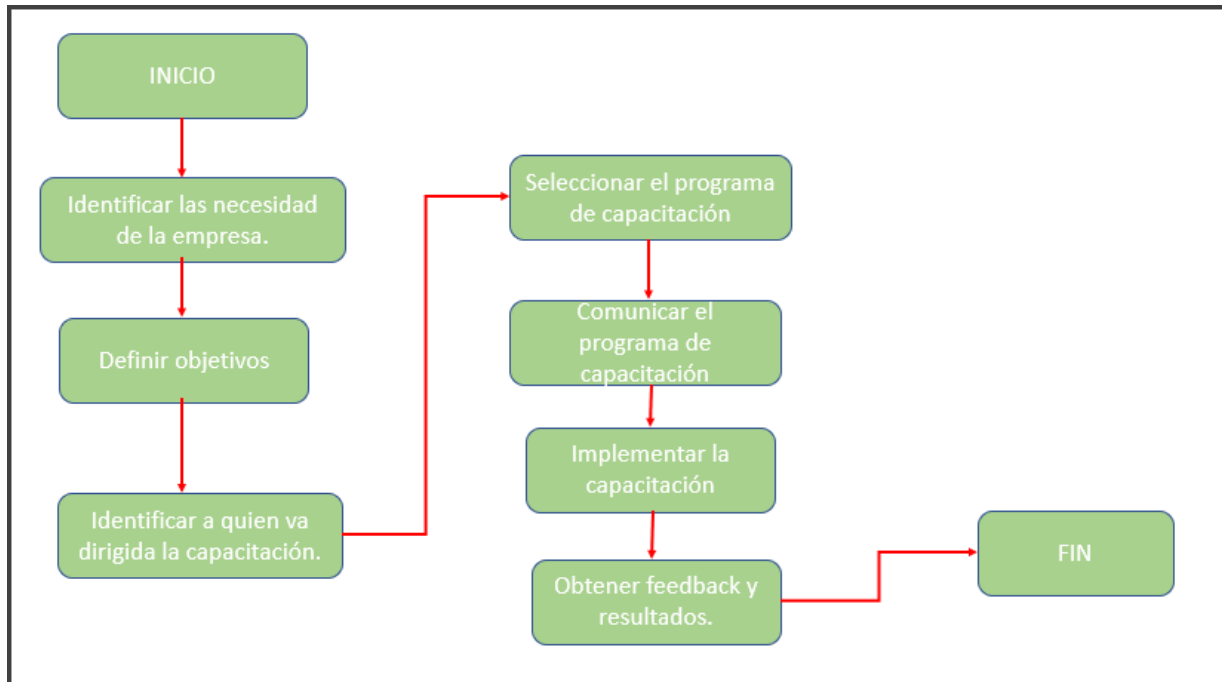 INICIO
Identificar las necesidad
de la empresa.
Definir objetivos
Identificar a quien va
dirigida la capacitación.
Seleccionar el programa
de capacitación
Comunicar el
programa de
capacitación
Implementar la
capacitación
Obtener feedback y
resultados.
FIN